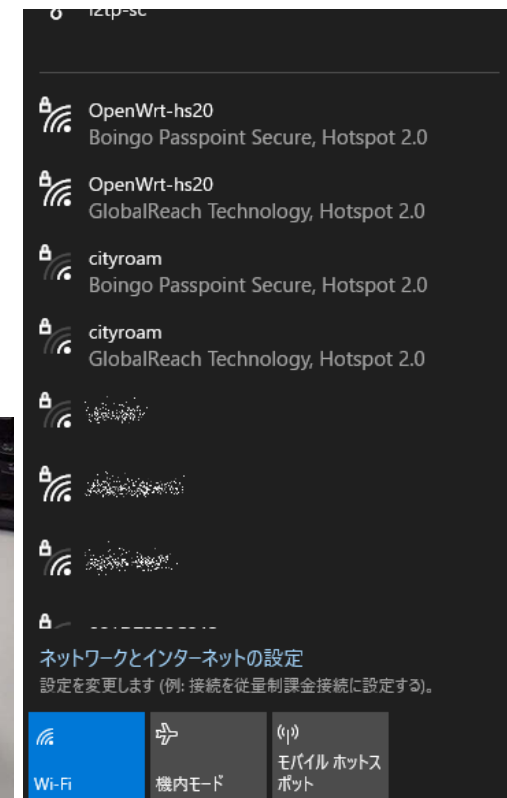 l2tp-sc
OpenWrt-hs20
Boingo Passpoint Secure, Hotspot 2.0
OpenWrt-hs20
GlobalReach Technology, Hotspot 2.0
cityroam
Boingo Passpoint Secure, Hotspot 2.0
cityroam
GlobalReach Technology, Hotspot 2.0
ネットワークとインターネットの設定
設定を変更します (例: 接続を従量制課金接続に設定する)。
Wi-Fi
機内モード
モバイル ホットス
ポット